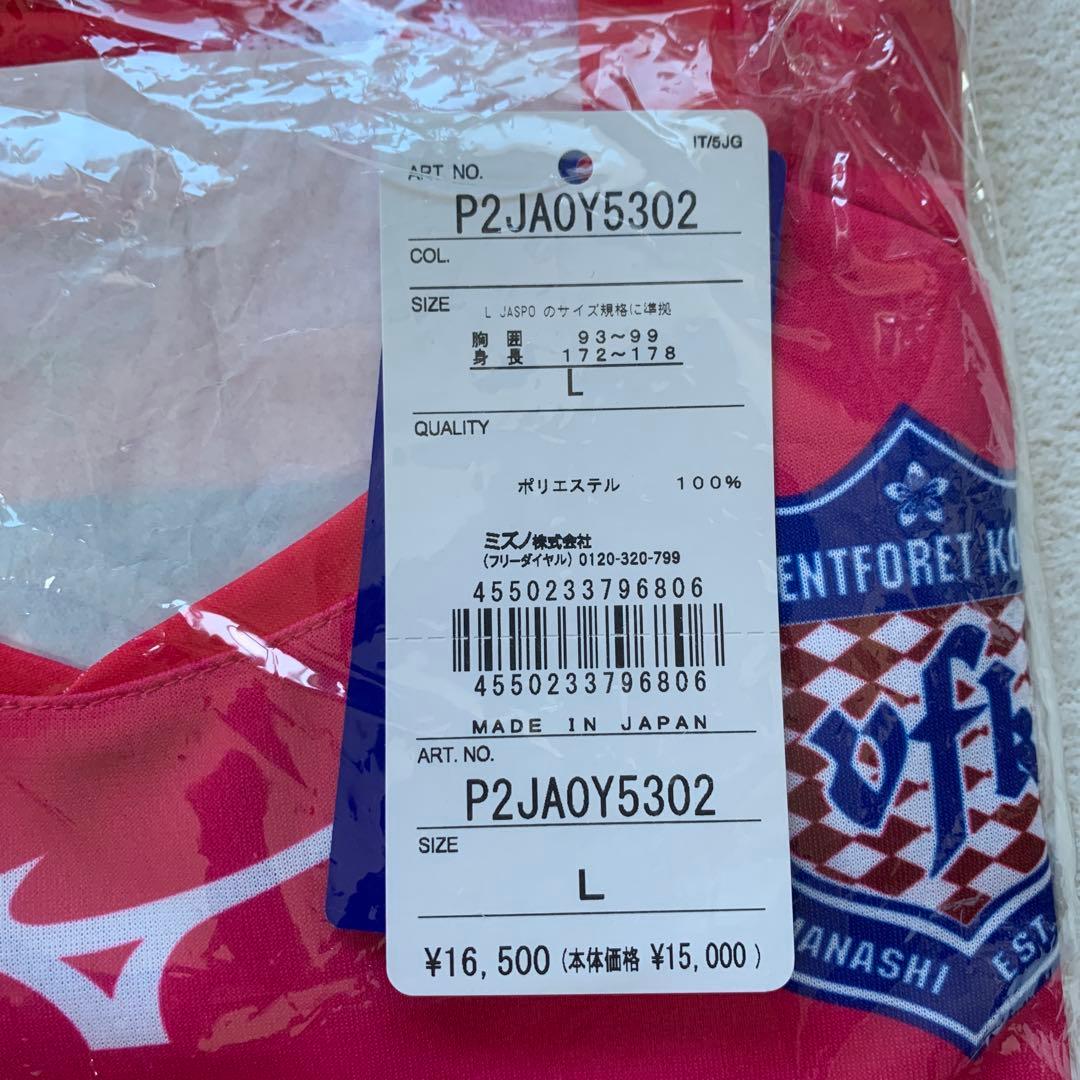 IT/5JG
ART NO.
P2JA0Y5302
COL.
SIZE
L JASPO のサイズ規格に準拠
胸 囲 93～99
身 長 172～178
L
QUALITY
ポリエステル 100%
ミズノ株式会社
(フリーダイヤル) 0120-320-799
4550233796806
4550233796806
MADE IN JAPAN
ART. NO.
P2JA0Y5302
SIZE
L
¥16,500 (本体価格 ¥15,000 )
ENTFORET KO
vfk
MANASHI
EST.